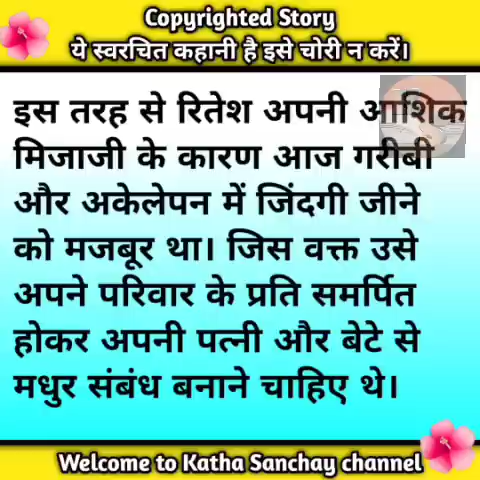 Copyrighted Story
ये स्वरचित कहानी है इसे चोरी न करें।
इस तरह से रितेश अपनी आशिक
मिजाजी के कारण आज गरीबी
और अकेलेपन में जिंदगी जीने
को मजबूर था। जिस वक्त उसे
अपने परिवार के प्रति समर्पित
होकर अपनी पत्नी और बेटे से
मधुर संबंध बनाने चाहिए थे।
Welcome to Katha Sanchay channel